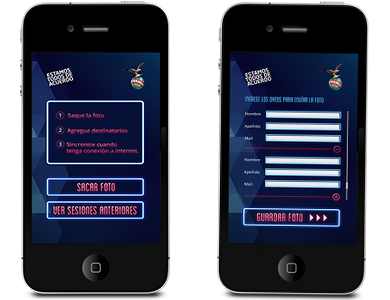 ESTAMOS
TODOS DE
ACUERDO
1 Saque la foto
2 Agregue destinatarios
3 Sincronice cuando
tenga conexión a internet.
SACAR FOTO
VER SESIONES ANTERIORES
ESTAMOS
TODOS DE
ACUERDO
INGRESE LOS DATOS PARA ENVIAR LA FOTO
Nombre
Apellido
Mail
Nombre
Apellido
Mail
GUARDAR FOTO